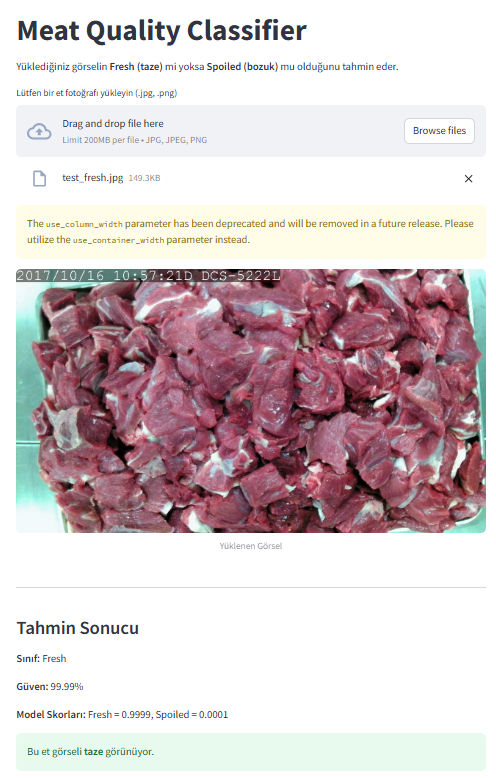 Meat Quality Classifier
Yüklediğiniz görselin Fresh (taze) mi yoksa Spoiled (bozuk) mu olduğunu tahmin eder.
Lütfen bir et fotoğrafı yükleyin (.jpg, .png)
Drag and drop file here
Limit 200MB per file • JPG, JPEG, PNG
Browse files
test_fresh.jpg 149.3KB
The use_column_width parameter has been deprecated and will be removed in a future release. Please
utilize the use_container_width parameter instead.
2017/10/16 10:57:21D DCS-5222L
Yüklenen Görsel
Tahmin Sonucu
Sınıf: Fresh
Güven: 99.99%
Model Skorları: Fresh = 0.9999, Spoiled = 0.0001
Bu et görseli taze görünüyor.